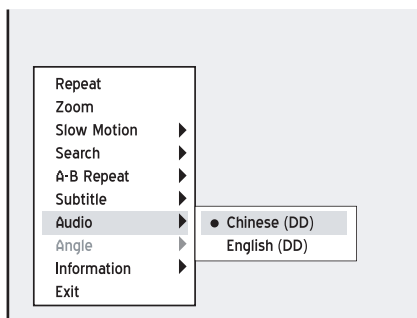 Repeat
Zoom
Slow Motion
Search
A-B Repeat
Subtitle
Audio
Chinese (DD)
English (DD)
Angle
Information
Exit